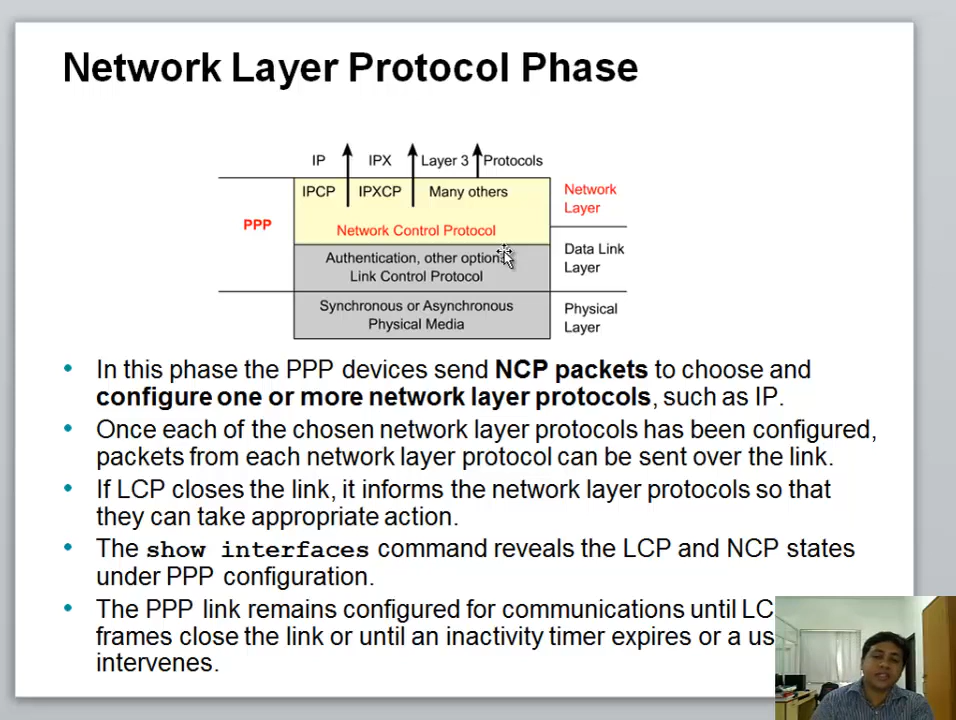 Network Layer Protocol Phase
IP IPX Layer 3 Protocols
IPCP IPXCP Many others
Network Layer
PPP
Network Control Protocol
Authentication, other option
Data Link Layer
Link Control Protocol
Synchronous or Asynchronous
Physical Media
Physical Layer
• In this phase the PPP devices send NCP packets to choose and
configure one or more network layer protocols, such as IP.
• Once each of the chosen network layer protocols has been configured,
packets from each network layer protocol can be sent over the link.
• If LCP closes the link, it informs the network layer protocols so that
they can take appropriate action.
• The show interfaces command reveals the LCP and NCP states
under PPP configuration.
• The PPP link remains configured for communications until LC
frames close the link or until an inactivity timer expires or a us
intervenes.